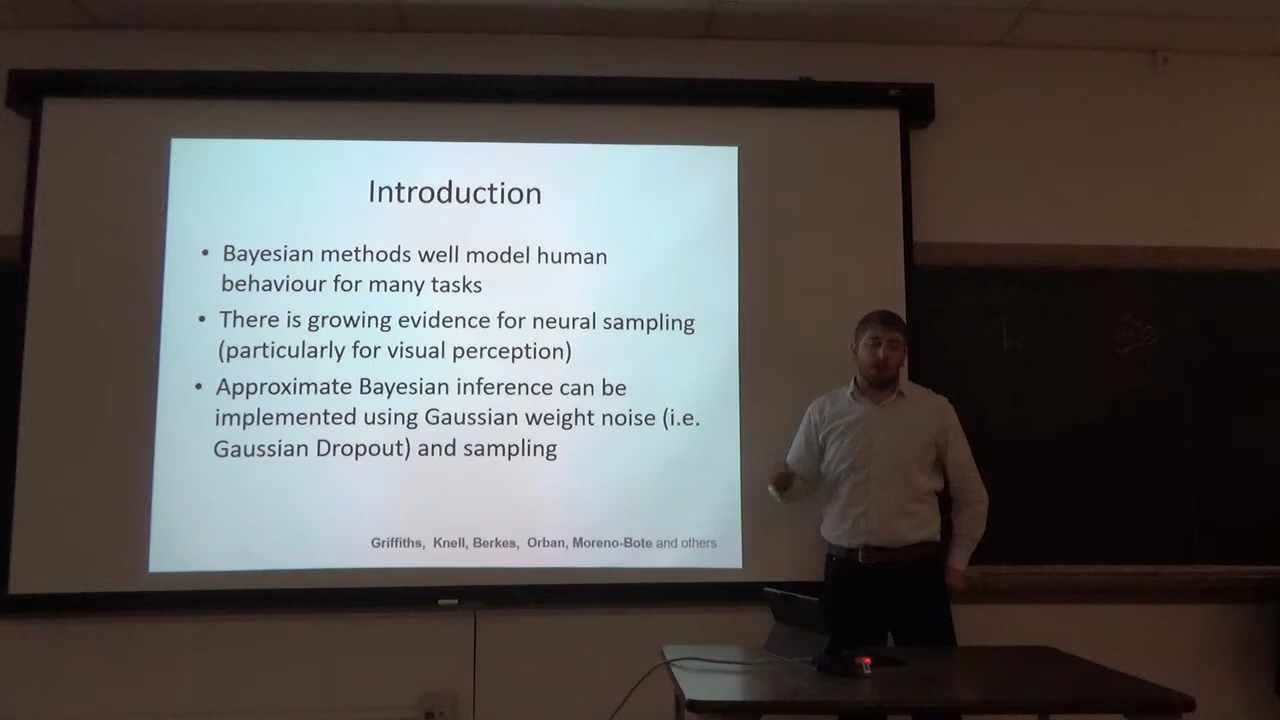 Introduction
• Bayesian methods well model human
behaviour for many tasks
• There is growing evidence for neural sampling
(particularly for visual perception)
• Approximate Bayesian inference can be
implemented using Gaussian weight noise (i.e.
Gaussian Dropout) and sampling
Griffiths, Knell, Berkes, Orban, Moreno-Bote and others